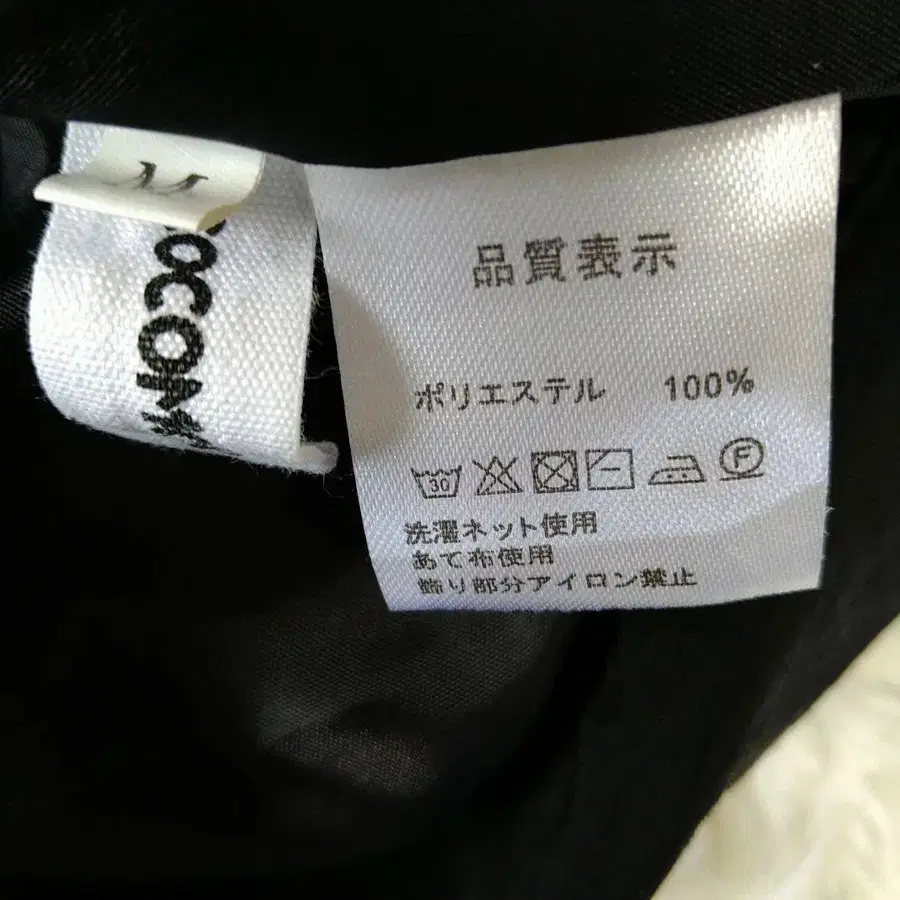 M
品質表示
ポリエステル 100%
30
F
洗濯ネット使用
あて布使用
飾り部分アイロン禁止